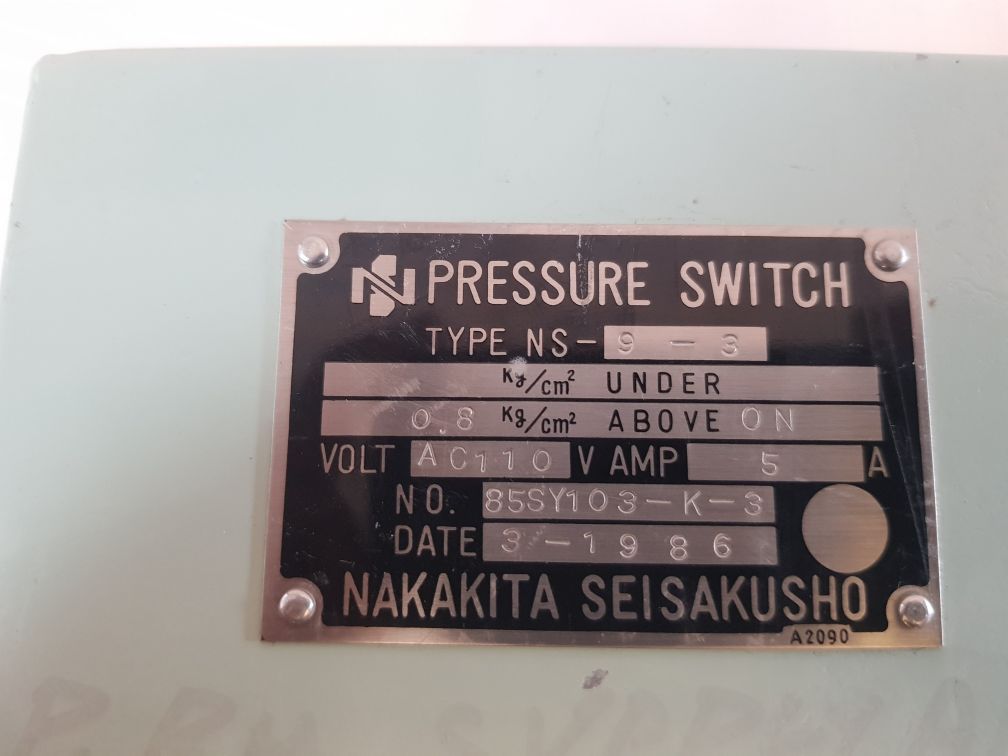 NS PRESSURE SWITCH
TYPE NS- 9 - 3
Kg/cm² UNDER
0.8 Kg/cm² ABOVE ON
VOLT AC110 V AMP 5 A
NO. 85SY103-K-3
DATE 3-1986
NAKAKITA SEISAKUSHO
A2090